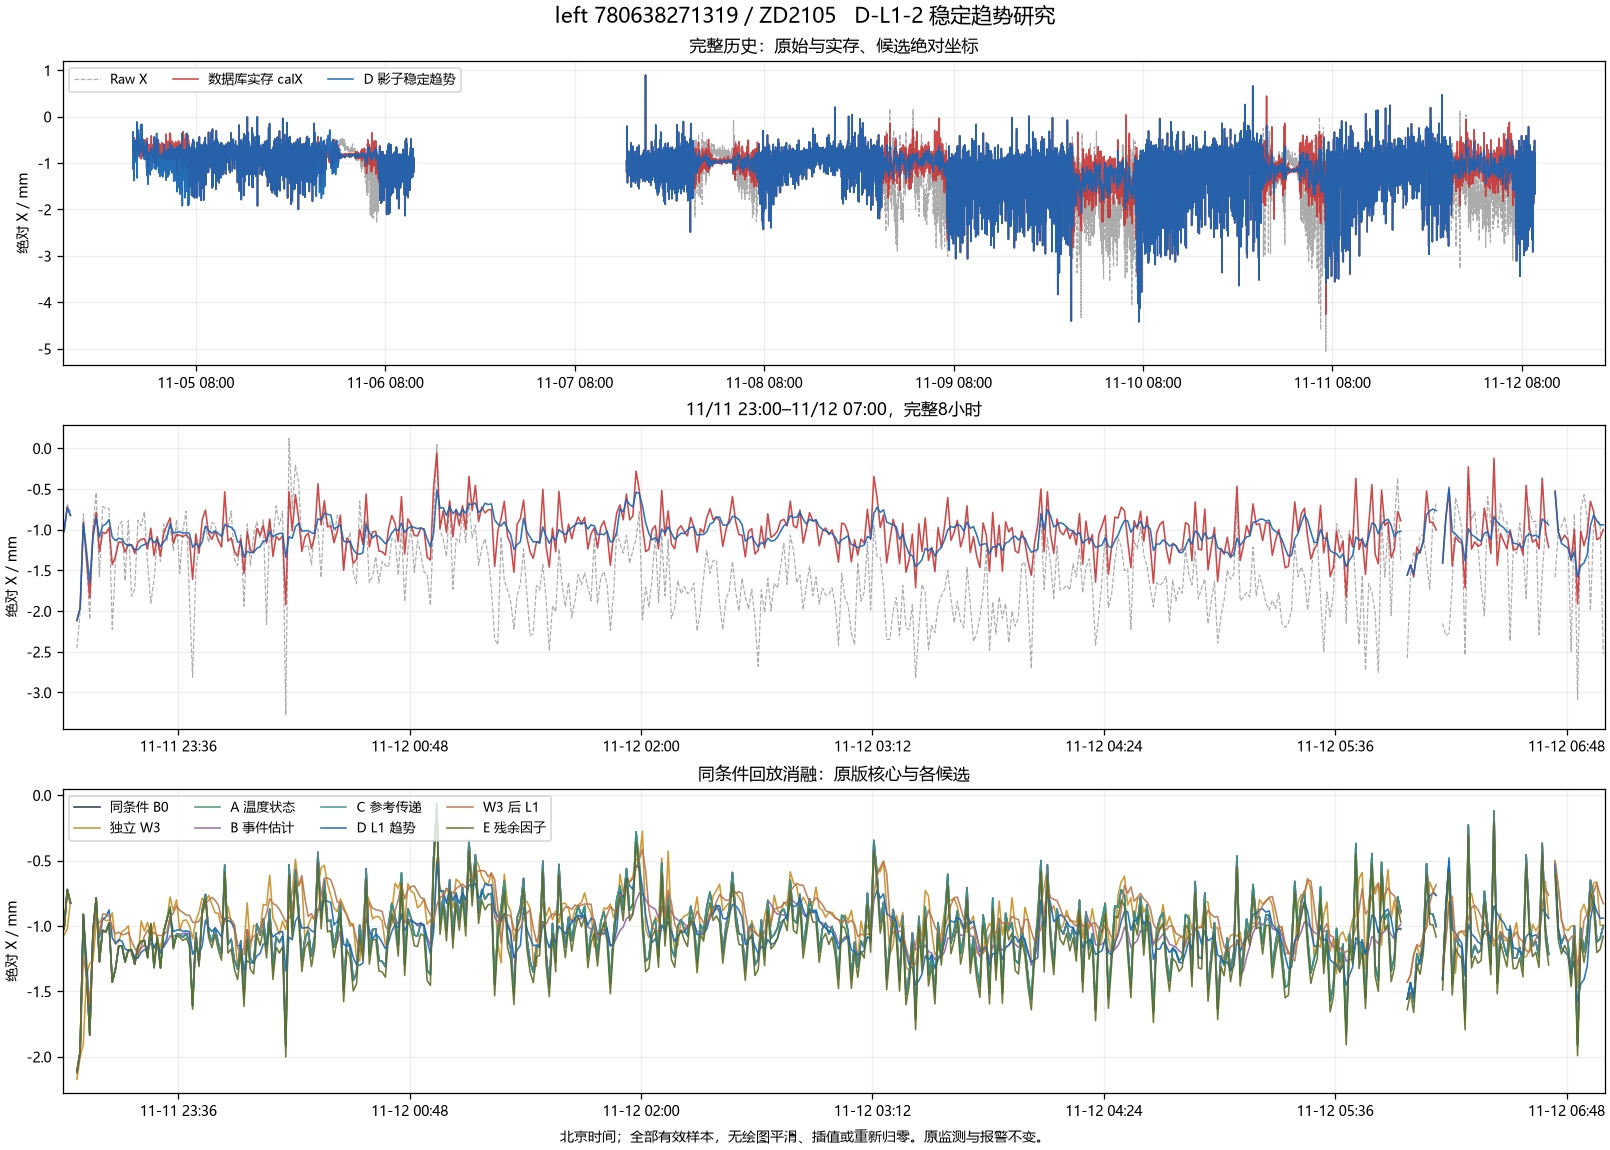 left 780638271319 / ZD2105 D-L1-2 稳定趋势研究
完整历史：原始与实存、候选绝对坐标
Raw X
数据库实存 calX
D 影子稳定趋势
绝对 X / mm
1
0
-1
-2
-3
-4
-5
11-05 08:00
11-06 08:00
11-07 08:00
11-08 08:00
11-09 08:00
11-10 08:00
11-11 08:00
11-12 08:00
11/11 23:00–11/12 07:00，完整8小时
绝对 X / mm
0.0
-0.5
-1.0
-1.5
-2.0
-2.5
-3.0
11-11 23:36
11-12 00:48
11-12 02:00
11-12 03:12
11-12 04:24
11-12 05:36
11-12 06:48
同条件回放消融：原版核心与各候选
同条件 B0
A 温度状态
C 参考传递
W3 后 L1
独立 W3
B 事件估计
D L1 趋势
E 残余因子
绝对 X / mm
0.0
-0.5
-1.0
-1.5
-2.0
11-11 23:36
11-12 00:48
11-12 02:00
11-12 03:12
11-12 04:24
11-12 05:36
11-12 06:48
北京时间；全部有效样本，无绘图平滑、插值或重新归零。原监测与报警不变。